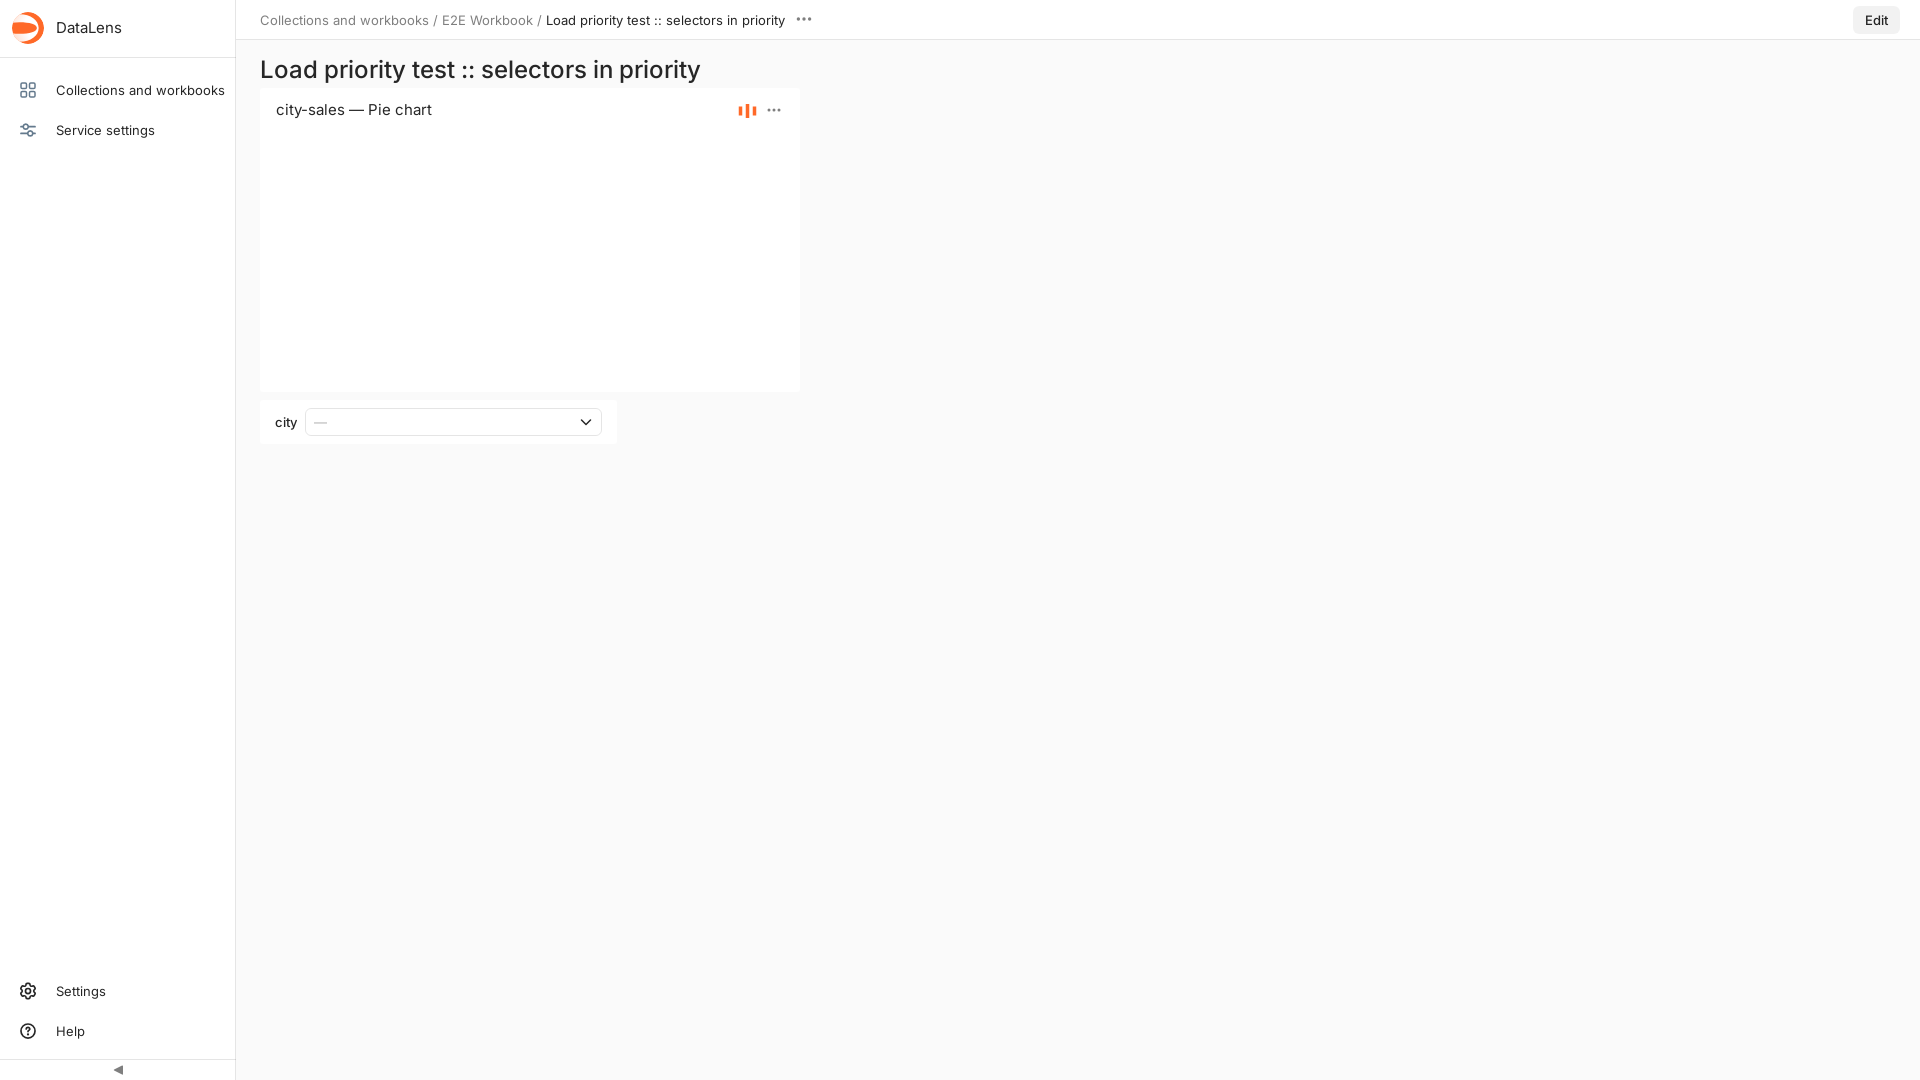 DataLens
Collections and workbooks / E2E Workbook / Load priority test :: selectors in priority
Edit
Collections and workbooks
Service settings
Load priority test :: selectors in priority
city-sales — Pie chart
city
—
Settings
Help